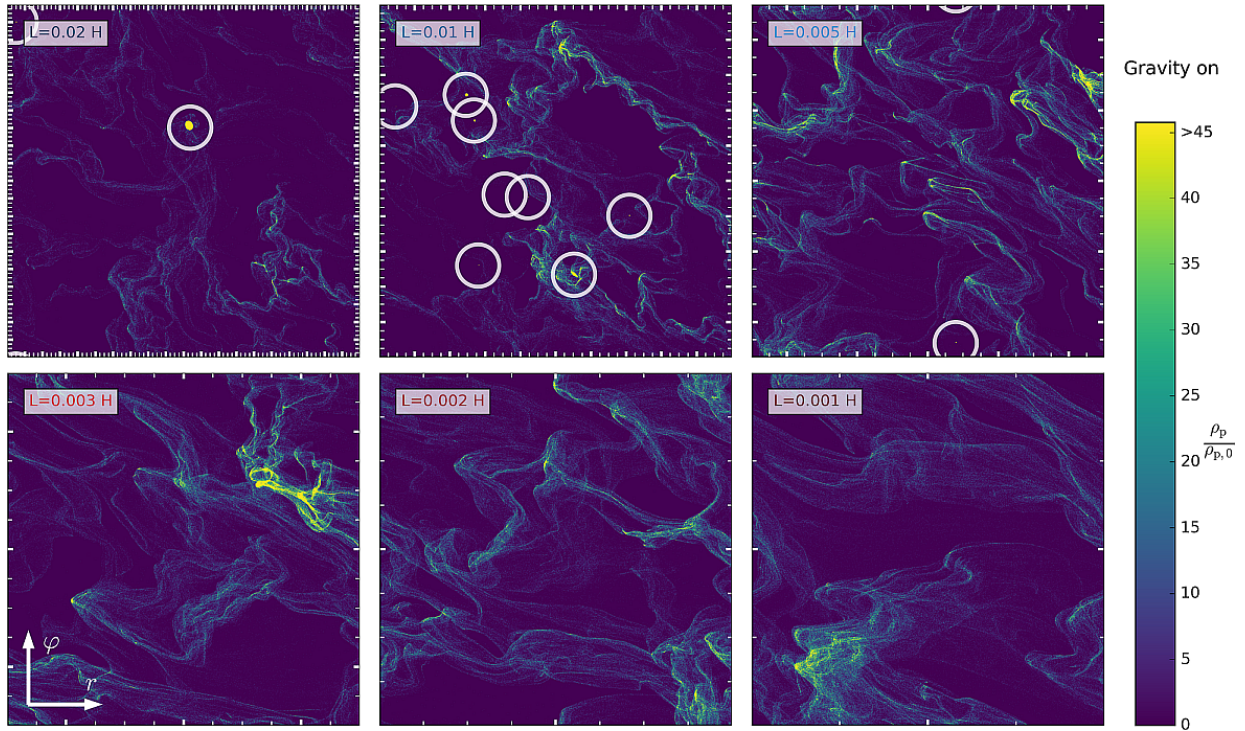 L=0.02 H
L=0.01 H
L=0.005 H
Gravity on
>45
40
35
30
25
20
15
10
5
0
ρp
ρp,0
L=0.003 H
L=0.002 H
L=0.001 H
φ
r